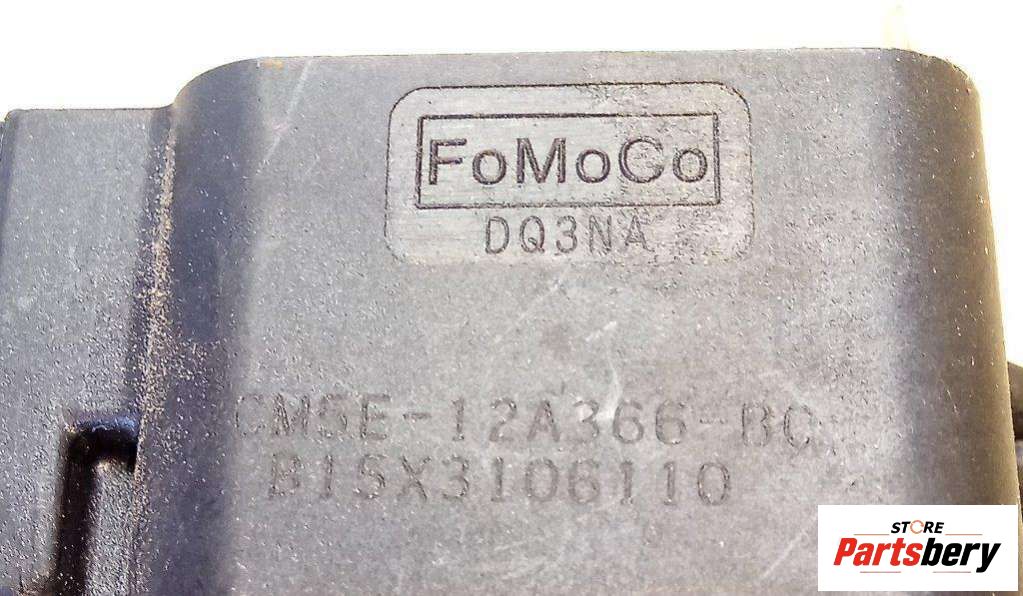 FoMoCo
DQ3NA
CM5E-12A366-BC
B15X3106110
STORE
Partsbery